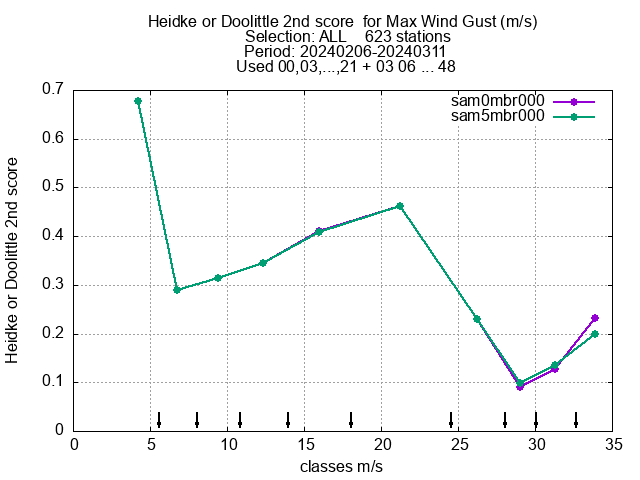 Heidke or Doolittle 2nd score  for Max Wind Gust (m/s)
Selection: ALL    623 stations
Period: 20240206-20240311
Used 00,03,...,21 + 03 06 ... 48
sam0mbr000
sam5mbr000
Heidke or Doolittle 2nd score
0.7
0.6
0.5
0.4
0.3
0.2
0.1
0
0 5 10 15 20 25 30 35
classes m/s